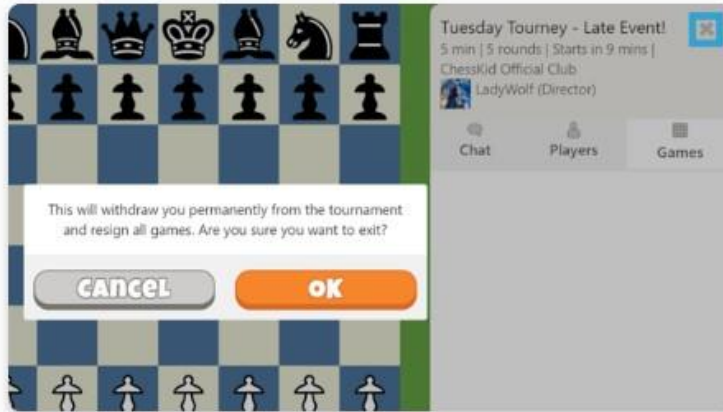 Tuesday Tourney - Late Event!
5 min | 5 rounds | Starts in 9 mins |
ChessKid Official Club
LadyWolf (Director)
Chat
Players
Games
This will withdraw you permanently from the tournament
and resign all games. Are you sure you want to exit?
CANCEL
OK